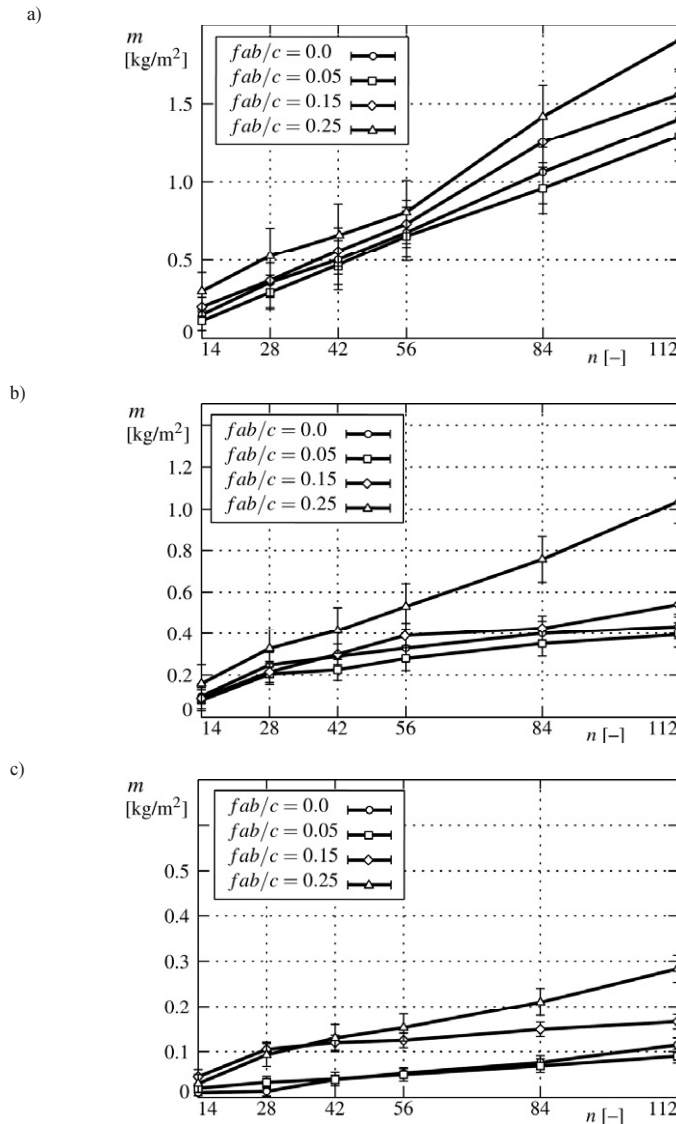 a)
m
[kg/m²]
fab/c = 0.0
fab/c = 0.05
fab/c = 0.15
fab/c = 0.25
1.5
1.0
0.5
0
14 28 42 56 84 n [–] 112
b)
m
[kg/m²]
fab/c = 0.0
fab/c = 0.05
fab/c = 0.15
fab/c = 0.25
1.2
1.0
0.8
0.6
0.4
0.2
0
14 28 42 56 84 n [–] 112
c)
m
[kg/m²]
fab/c = 0.0
fab/c = 0.05
fab/c = 0.15
fab/c = 0.25
0.5
0.4
0.3
0.2
0.1
0
14 28 42 56 84 n [–] 112